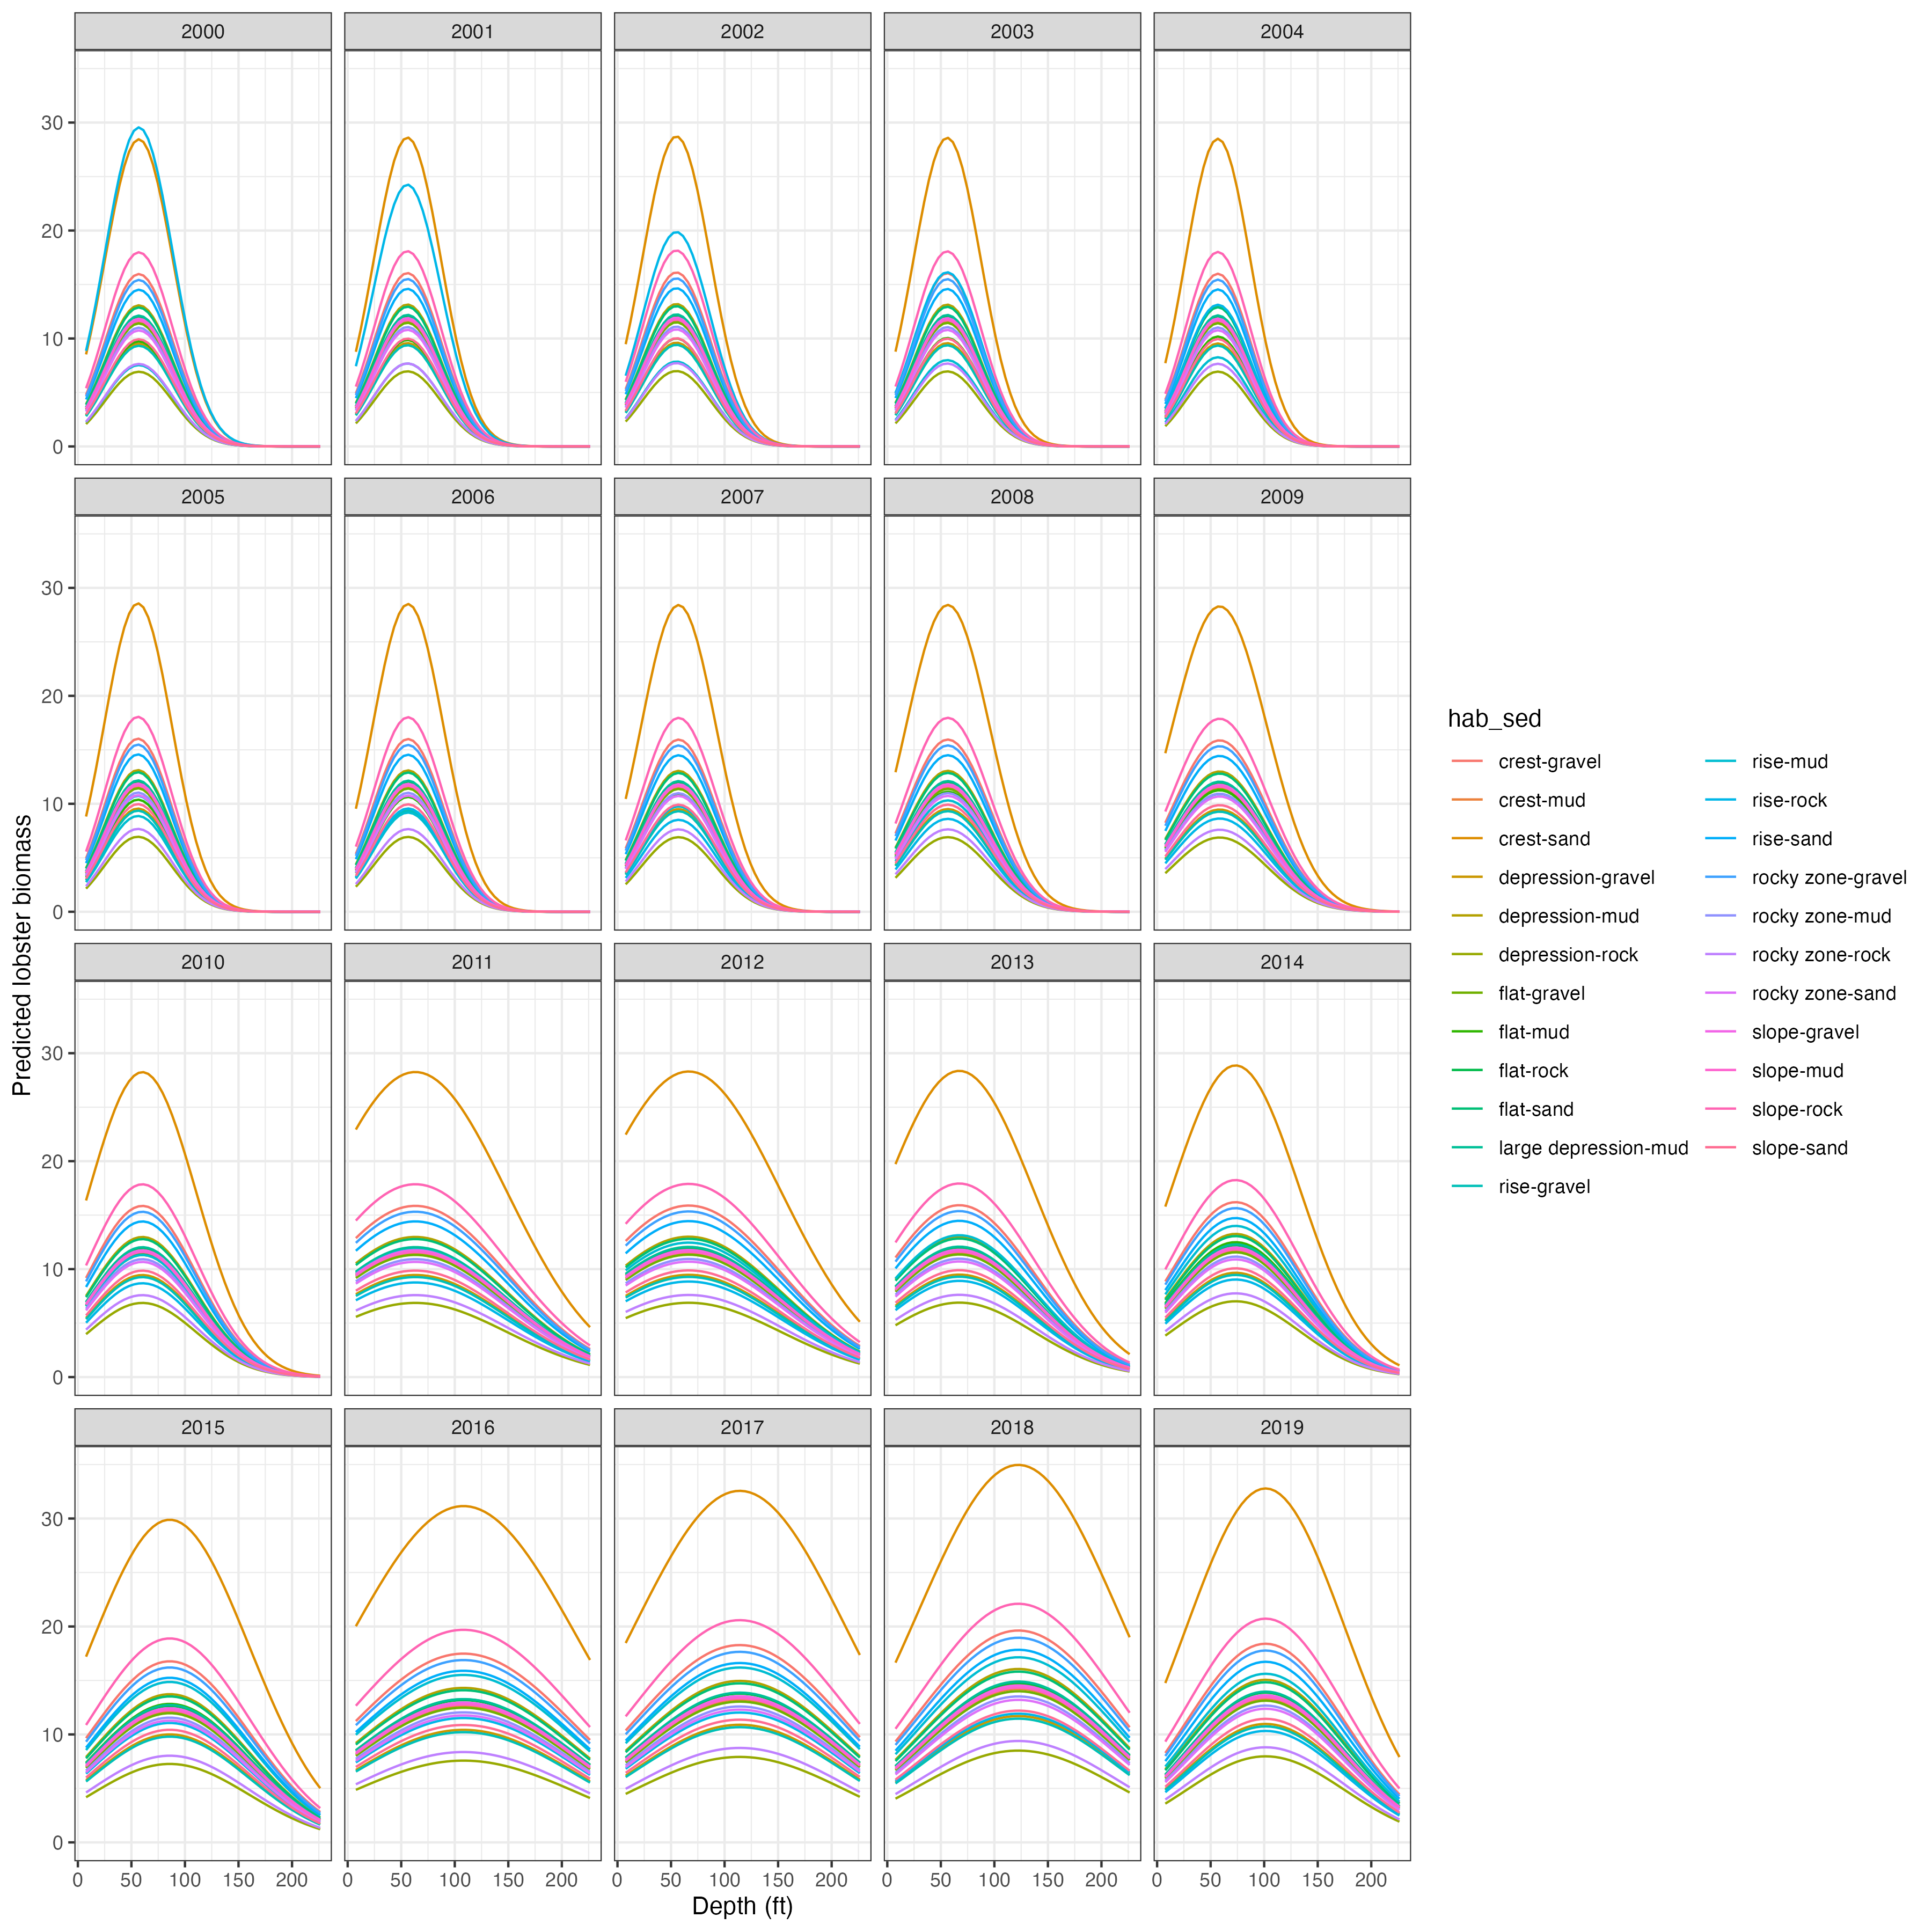 2000 2001 2002 2003 2004
30
20
10
0
2005 2006 2007 2008 2009
30
20
10
0
2010 2011 2012 2013 2014
30
20
10
0
2015 2016 2017 2018 2019
30
20
10
0
0 50 100 150 200 0 50 100 150 200 0 50 100 150 200 0 50 100 150 200 0 50 100 150 200
Depth (ft)
Predicted lobster biomass
hab_sed
crest-gravel
crest-mud
crest-sand
depression-gravel
depression-mud
depression-rock
flat-gravel
flat-mud
flat-rock
flat-sand
large depression-mud
rise-gravel
rise-mud
rise-rock
rise-sand
rocky zone-gravel
rocky zone-mud
rocky zone-rock
rocky zone-sand
slope-gravel
slope-mud
slope-rock
slope-sand